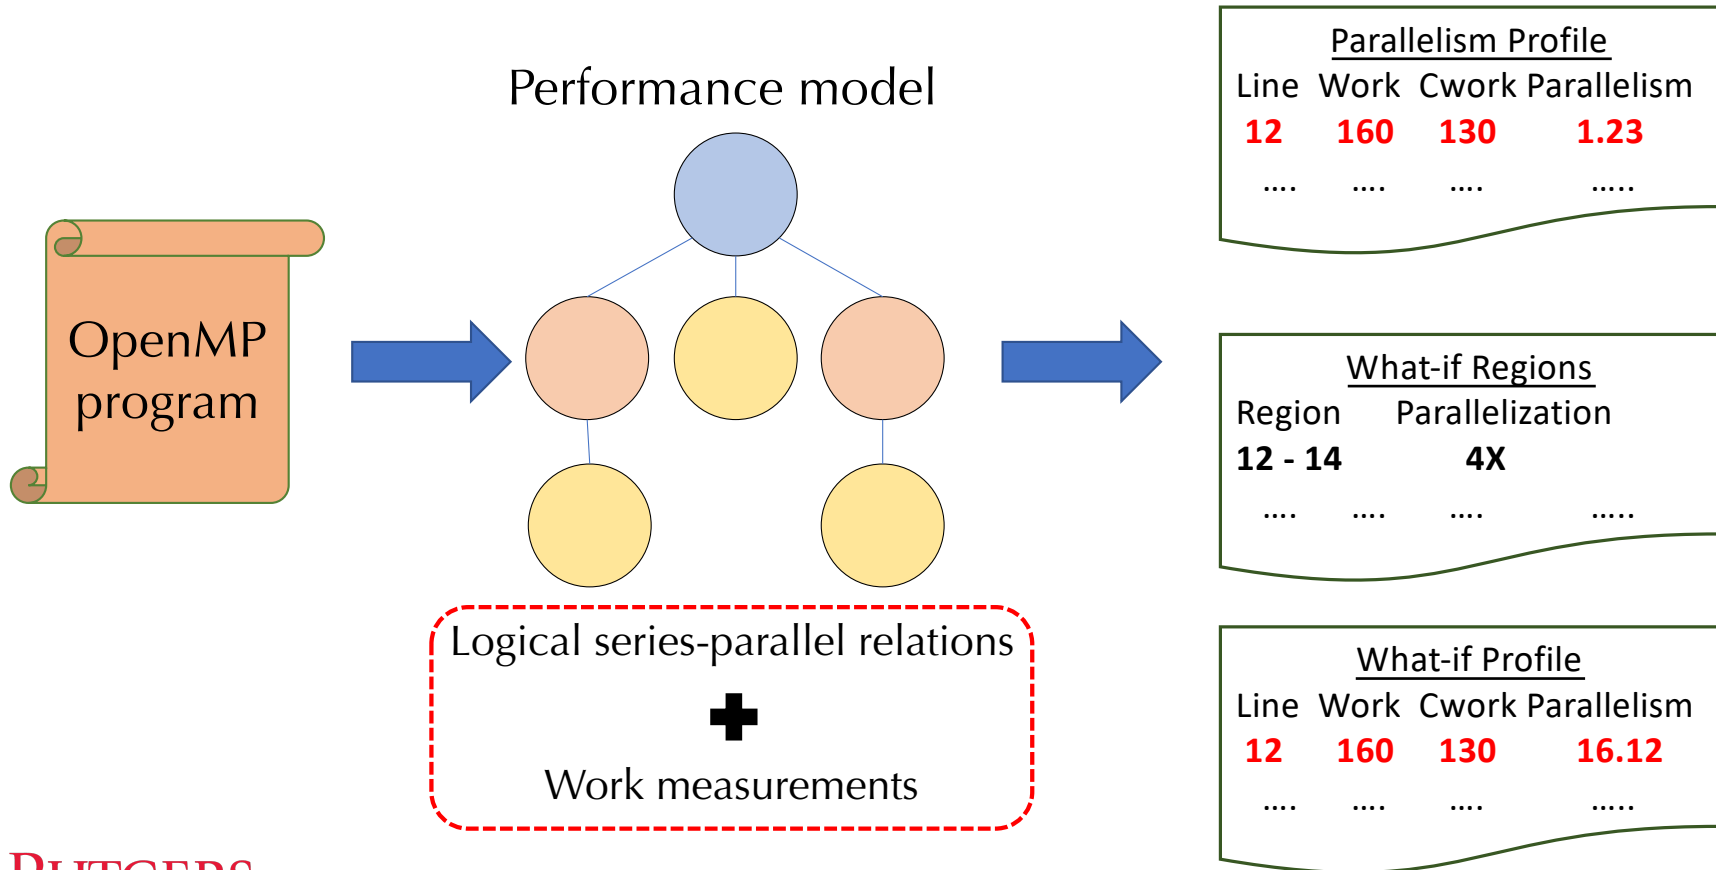 Performance model
OpenMP
program
Logical series-parallel relations
Work measurements
Parallelism Profile
Line Work Cwork Parallelism
12 160 130 1.23
.... .... .... .....
What-if Regions
Region Parallelization
12 - 14 4X
.... .... .... .....
What-if Profile
Line Work Cwork Parallelism
12 160 130 16.12
.... .... .... .....
RUTGERS